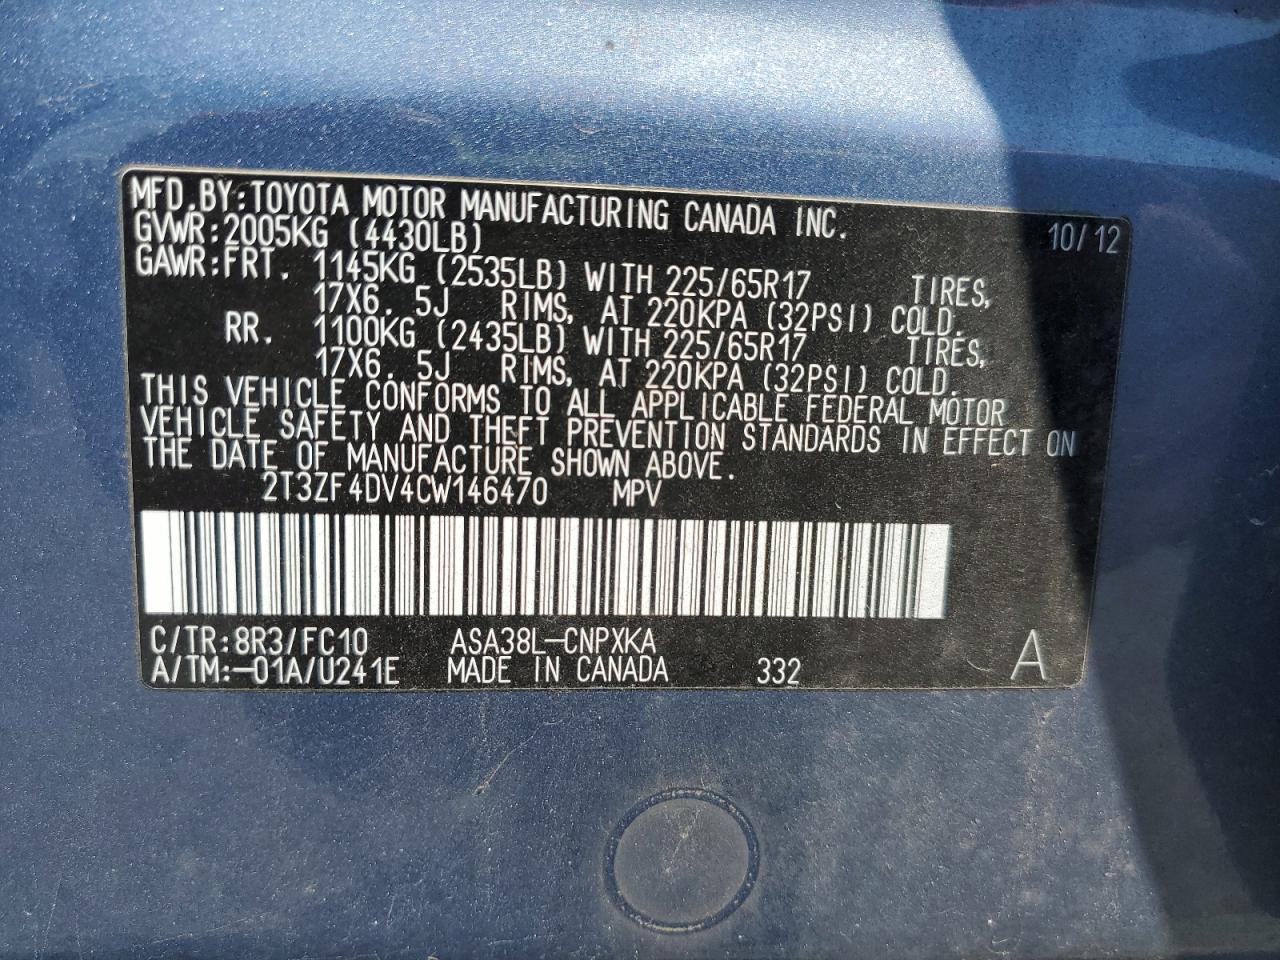 MFD.BY:TOYOTA MOTOR MANUFACTURING CANADA INC.
GVWR:2005KG (4430LB) 10/12
GAWR:FRT. 1145KG (2535LB) WITH 225/65R17 TIRES,
17X6.5J RIMS, AT 220KPA (32PSI) COLD.
RR. 1100KG (2435LB) WITH 225/65R17 TIRES,
17X6.5J RIMS, AT 220KPA (32PSI) COLD.
THIS VEHICLE CONFORMS TO ALL APPLICABLE FEDERAL MOTOR
VEHICLE SAFETY AND THEFT PREVENTION STANDARDS IN EFFECT ON
THE DATE OF MANUFACTURE SHOWN ABOVE.
2T3ZF4DV4CW146470 MPV
C/TR:8R3/FC10 ASA38L-CNPXKA
A/TM:-01A/U241E MADE IN CANADA 332 A